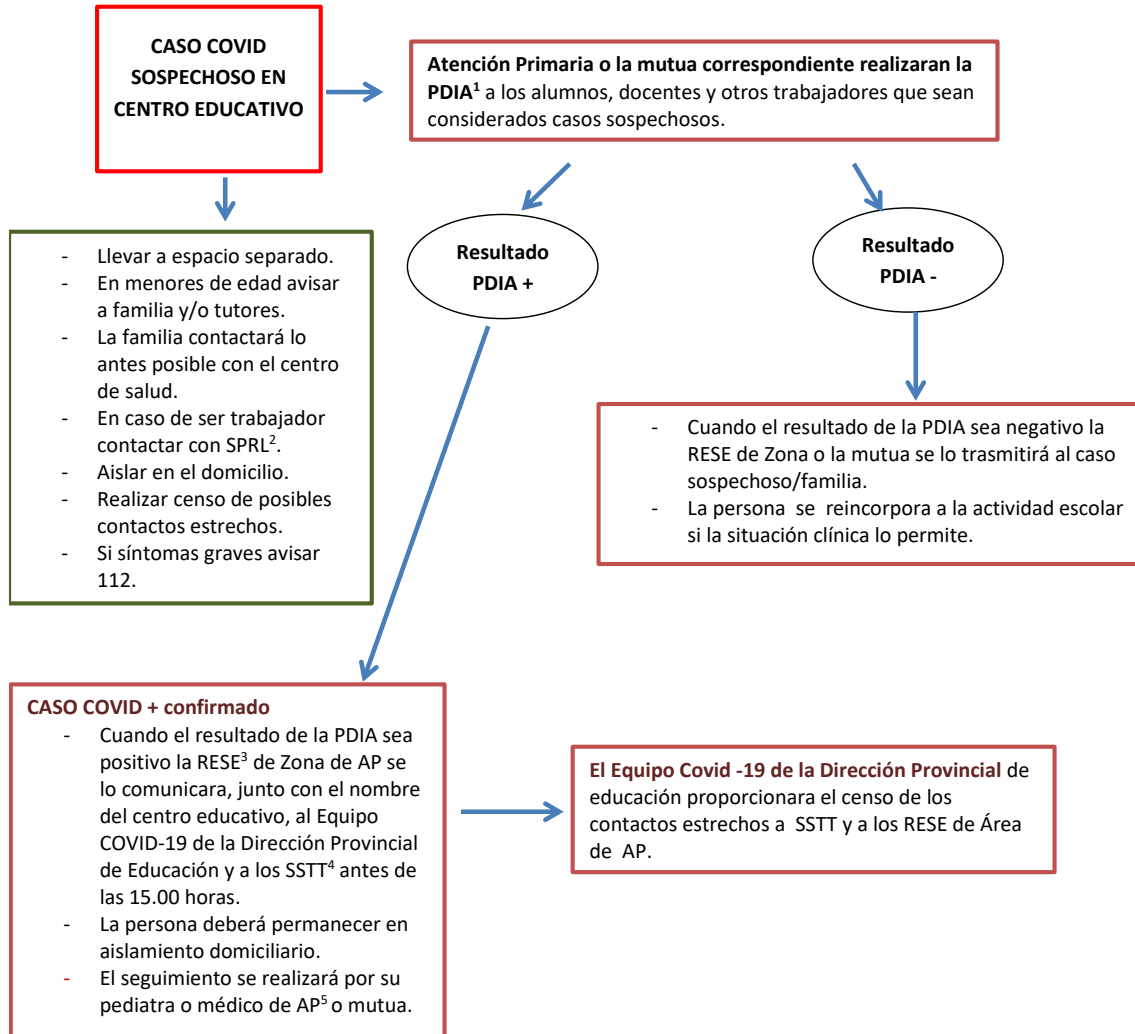 CASO COVID
SOSPECHOSO EN
CENTRO EDUCATIVO
Atención Primaria o la mutua correspondiente realizaran la
PDIA¹ a los alumnos, docentes y otros trabajadores que sean
considerados casos sospechosos.
- Llevar a espacio separado.
- En menores de edad avisar
a familia y/o tutores.
- La familia contactará lo
antes posible con el centro
de salud.
- En caso de ser trabajador
contactar con SPRL².
- Aislar en el domicilio.
- Realizar censo de posibles
contactos estrechos.
- Si síntomas graves avisar
112.
Resultado
PDIA +
Resultado
PDIA -
- Cuando el resultado de la PDIA sea negativo la
RESE de Zona o la mutua se lo trasmitirá al caso
sospechoso/familia.
- La persona se reincorpora a la actividad escolar
si la situación clínica lo permite.
CASO COVID + confirmado
- Cuando el resultado de la PDIA sea
positivo la RESE³ de Zona de AP se
lo comunicara, junto con el nombre
del centro educativo, al Equipo
COVID-19 de la Dirección Provincial
de Educación y a los SSTT⁴ antes de
las 15.00 horas.
- La persona deberá permanecer en
aislamiento domiciliario.
- El seguimiento se realizará por su
pediatra o médico de AP⁵ o mutua.
El Equipo Covid -19 de la Dirección Provincial de
educación proporcionara el censo de los
contactos estrechos a SSTT y a los RESE de Área
de AP.